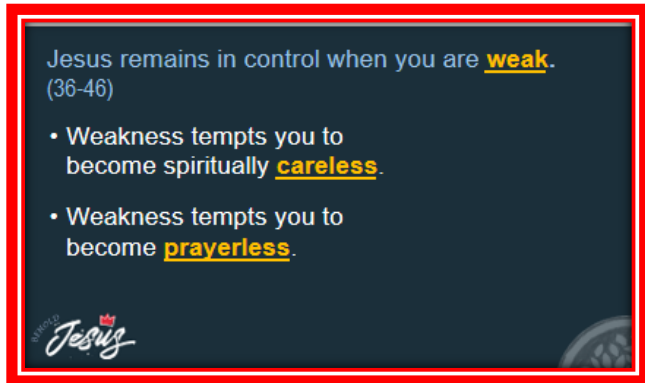 Jesus remains in control when you are weak.
(36-46)
• Weakness tempts you to
become spiritually careless.
• Weakness tempts you to
become prayerless.
BEHOLD
Jesus